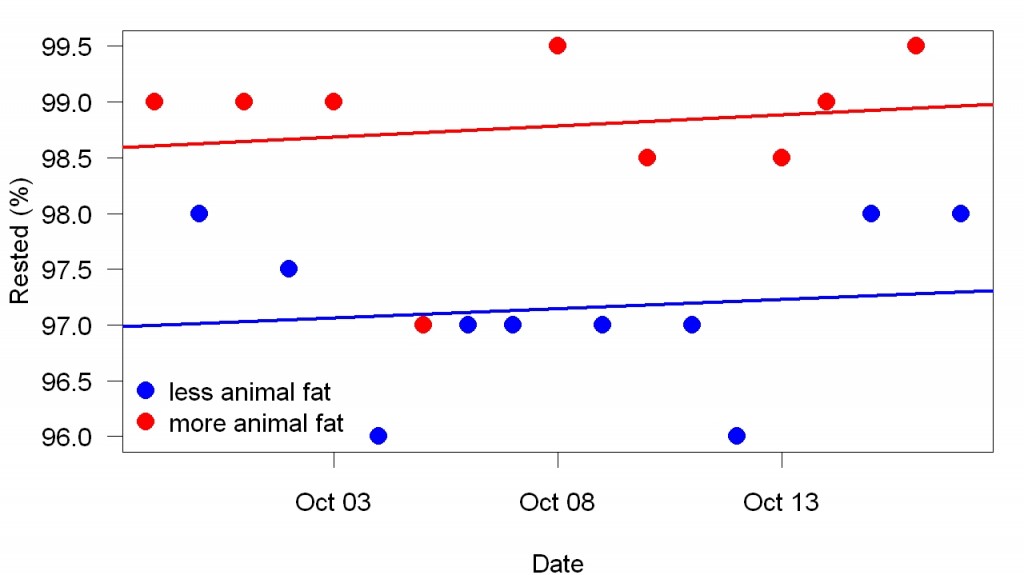 99.5
99.0
98.5
98.0
97.5
97.0
96.5
96.0
Rested (%)
less animal fat
more animal fat
Oct 03 Oct 08 Oct 13
Date